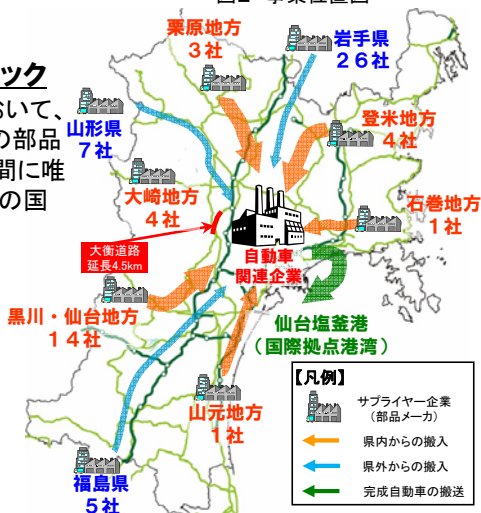 栗原地方
3社
岩手県
26社
ック
おいて、
の部品
間に唯
の国
山形県
7社
登米地方
4社
大崎地方
4社
石巻地方
1社
大衡道路
延長4.5km
自動車
関連企業
黒川・仙台地方
14社
仙台塩釜港
(国際拠点港湾)
山元地方
1社
福島県
5社
【凡例】
サプライヤー企業
(部品メーカ)
県内からの搬入
県外からの搬入
完成自動車の搬送